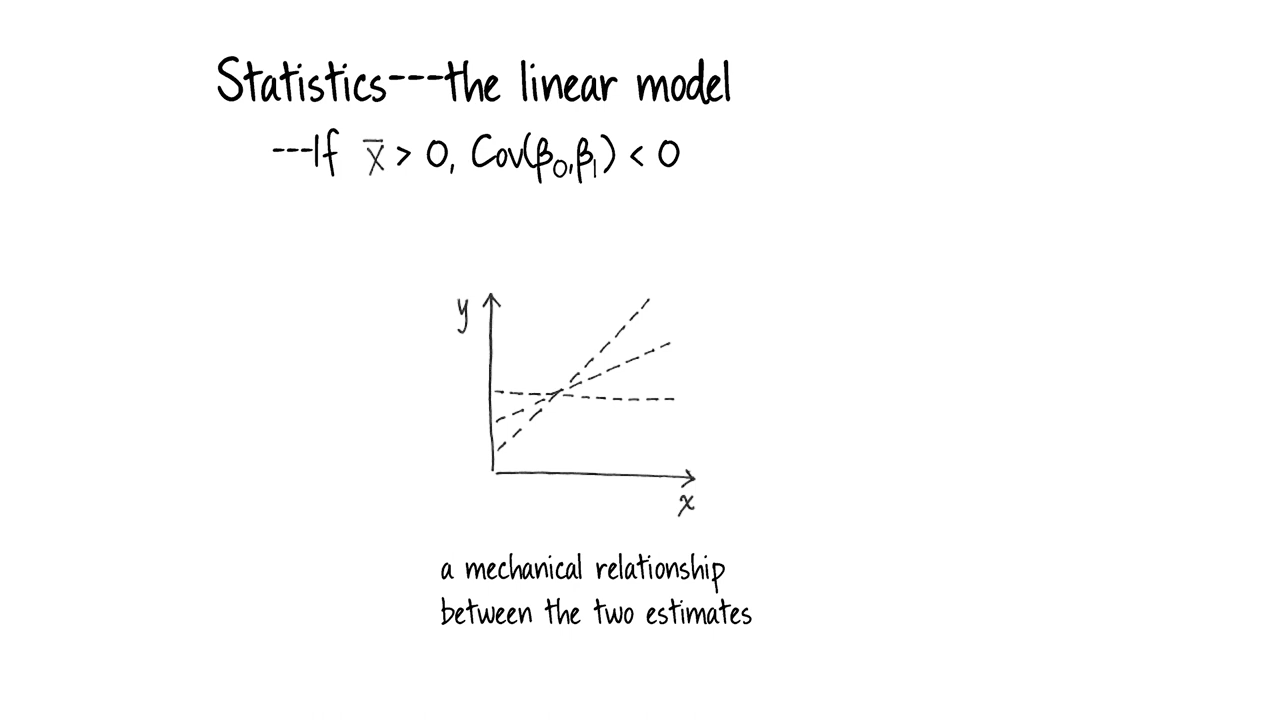 Statistics---the linear model
---If x̄ > 0, Cov(β₀,β₁) < 0
y
x
a mechanical relationship
between the two estimates